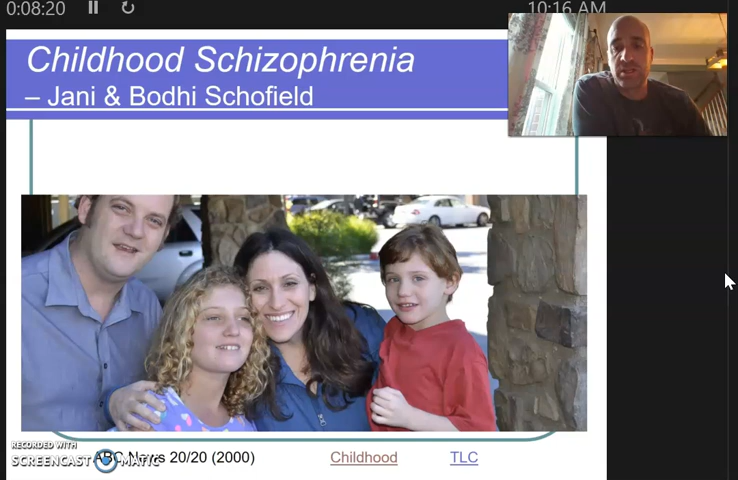 0:08:20
10:16 AM
Childhood Schizophrenia
– Jani & Bodhi Schofield
RECORDED WITH
SCREENCAST MATIC
ABC News 20/20 (2000)
Childhood
TLC